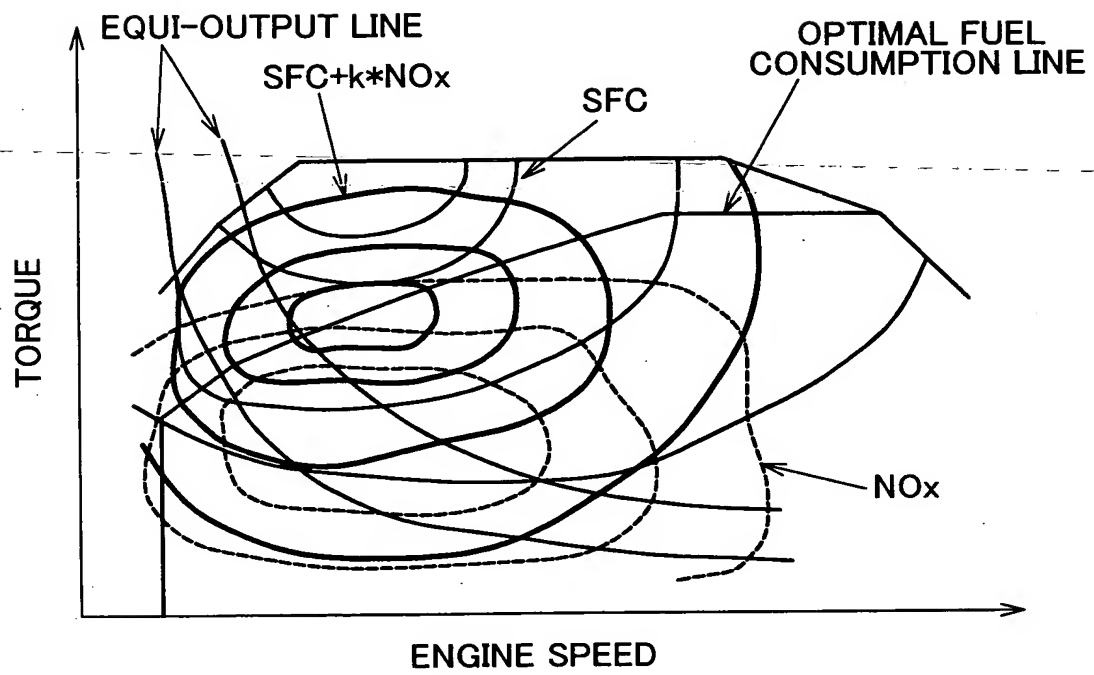 EQUI-OUTPUT LINE
SFC+k*NOx
SFC
OPTIMAL FUEL
CONSUMPTION LINE
TORQUE
NOx
ENGINE SPEED